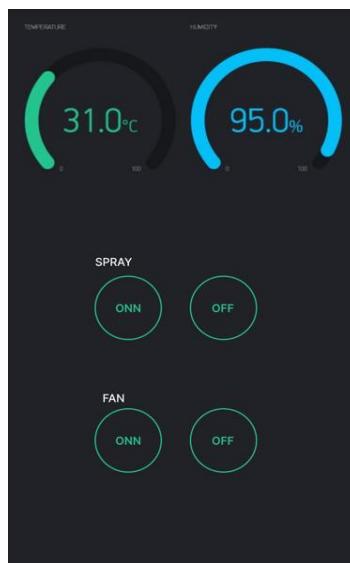 TEMPERATURE HUMIDITY
31.0°C 95.0%
0 100 0 100
SPRAY
ONN OFF
FAN
ONN OFF